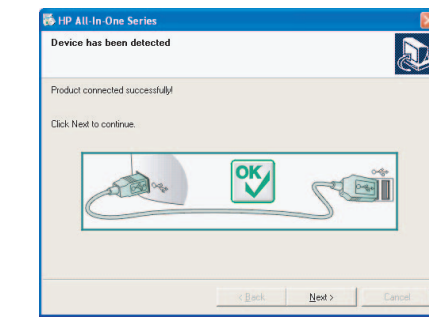 HP All-In-One Series
Device has been detected
Product connected successfully!
Click Next to continue.
OK
< Back Next > Cancel